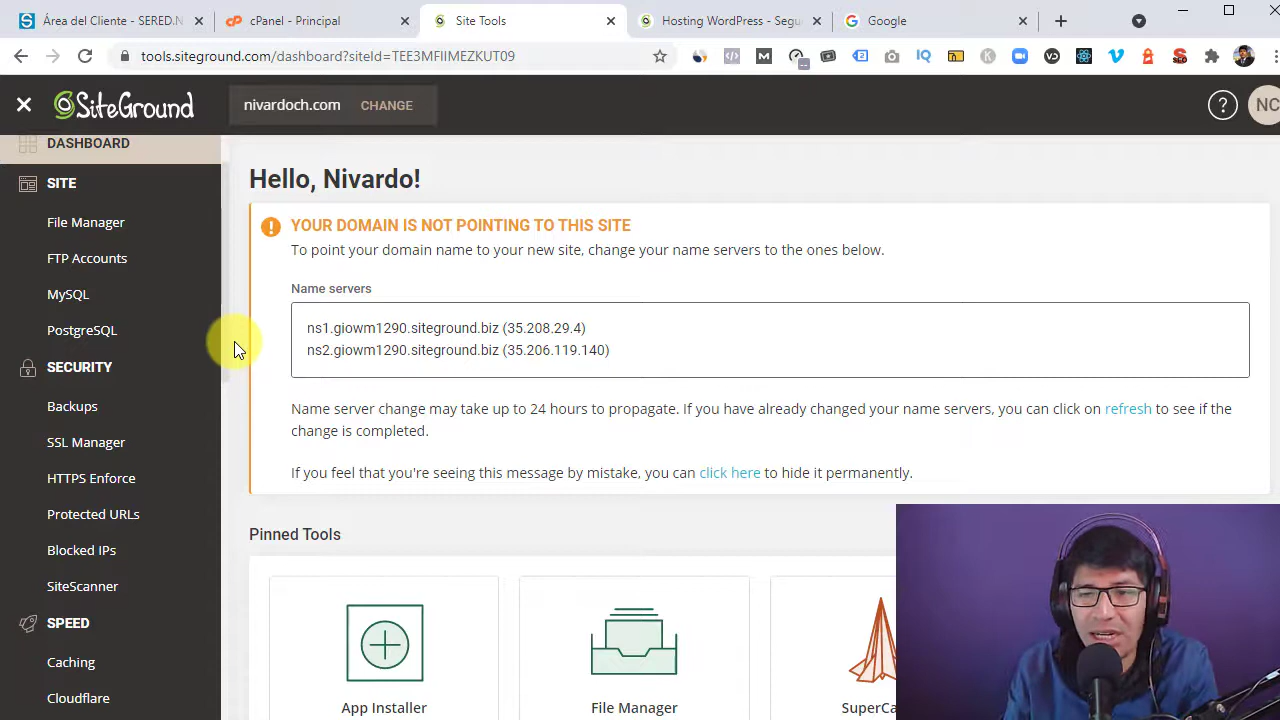 Área del Cliente - SERED.N
cPanel - Principal
Site Tools
Hosting WordPress - Segu
Google
tools.siteground.com/dashboard?siteId=TEE3MFIIMEZKUT09
SiteGround
nivardoch.com CHANGE
NC
DASHBOARD
SITE
File Manager
FTP Accounts
MySQL
PostgreSQL
SECURITY
Backups
SSL Manager
HTTPS Enforce
Protected URLs
Blocked IPs
SiteScanner
SPEED
Caching
Cloudflare
Hello, Nivardo!
YOUR DOMAIN IS NOT POINTING TO THIS SITE
To point your domain name to your new site, change your name servers to the ones below.
Name servers
ns1.giowm1290.siteground.biz (35.208.29.4)
ns2.giowm1290.siteground.biz (35.206.119.140)
Name server change may take up to 24 hours to propagate. If you have already changed your name servers, you can click on refresh to see if the
change is completed.
If you feel that you're seeing this message by mistake, you can click here to hide it permanently.
Pinned Tools
App Installer
File Manager
SuperCa